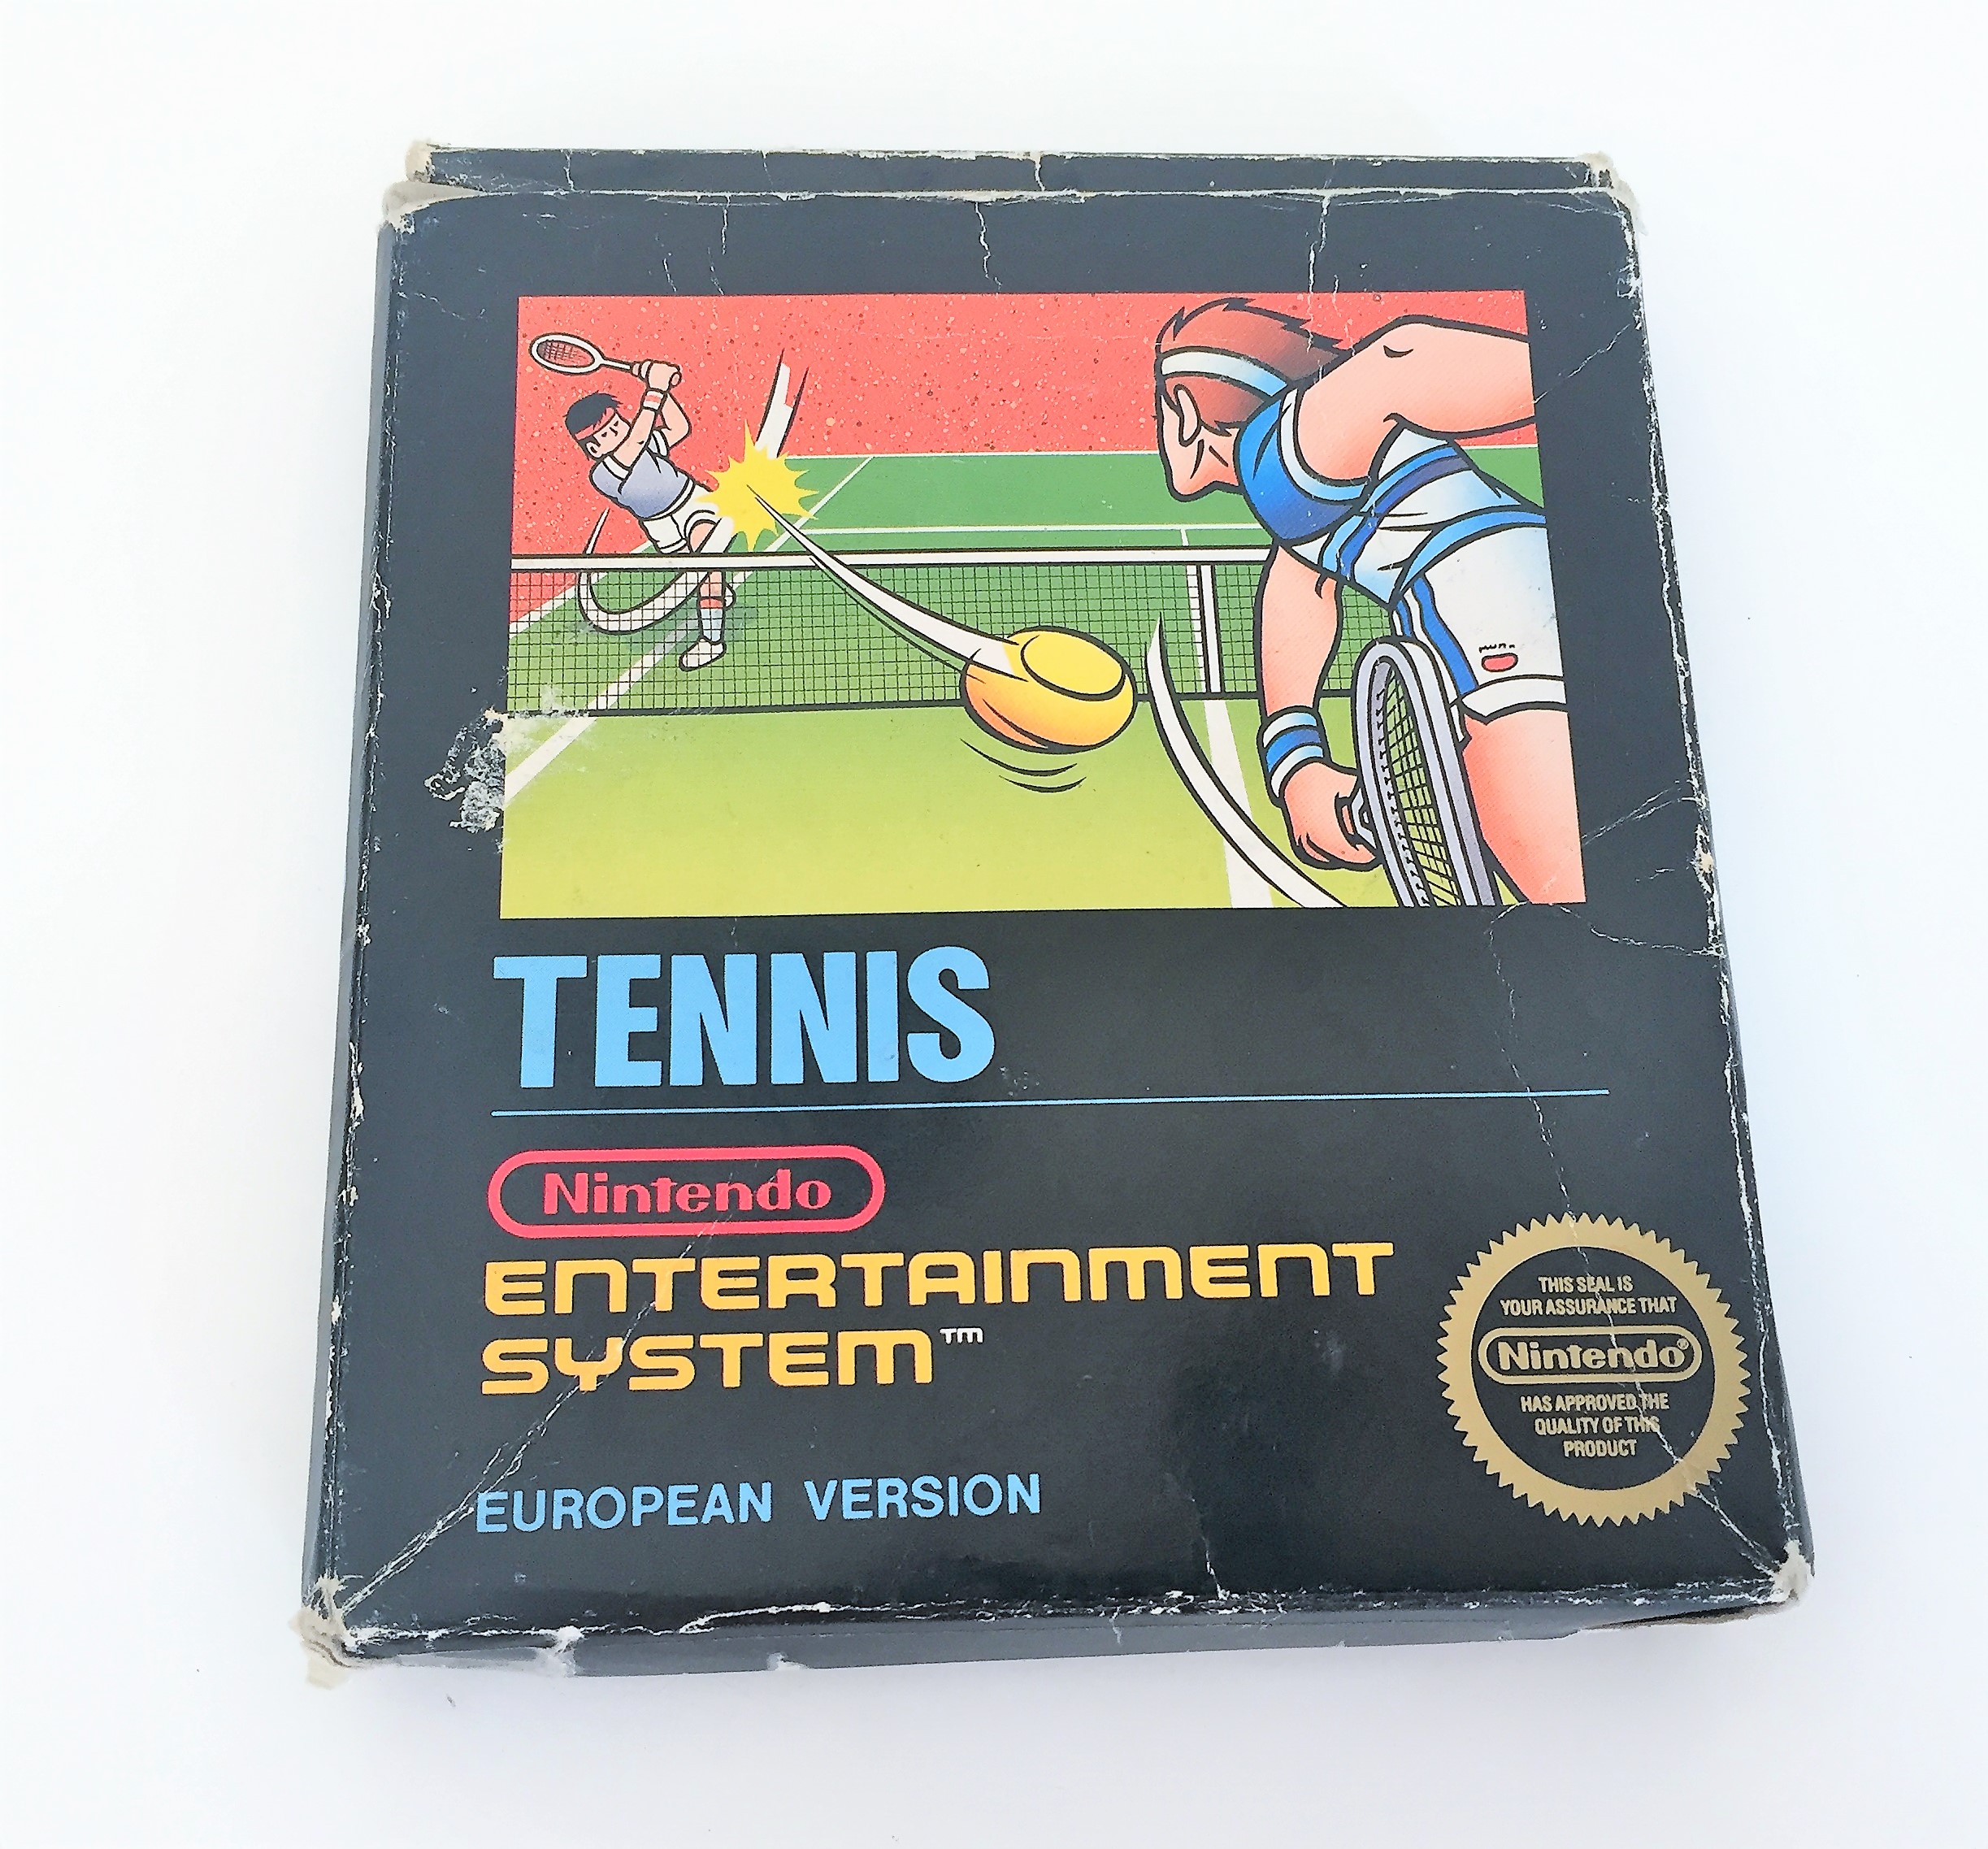 TENNIS
Nintendo
ENTERTAINMENT
SYSTEM™
EUROPEAN VERSION
THIS SEAL IS
YOUR ASSURANCE THAT
Nintendo®
HAS APPROVED THE
QUALITY OF THIS
PRODUCT